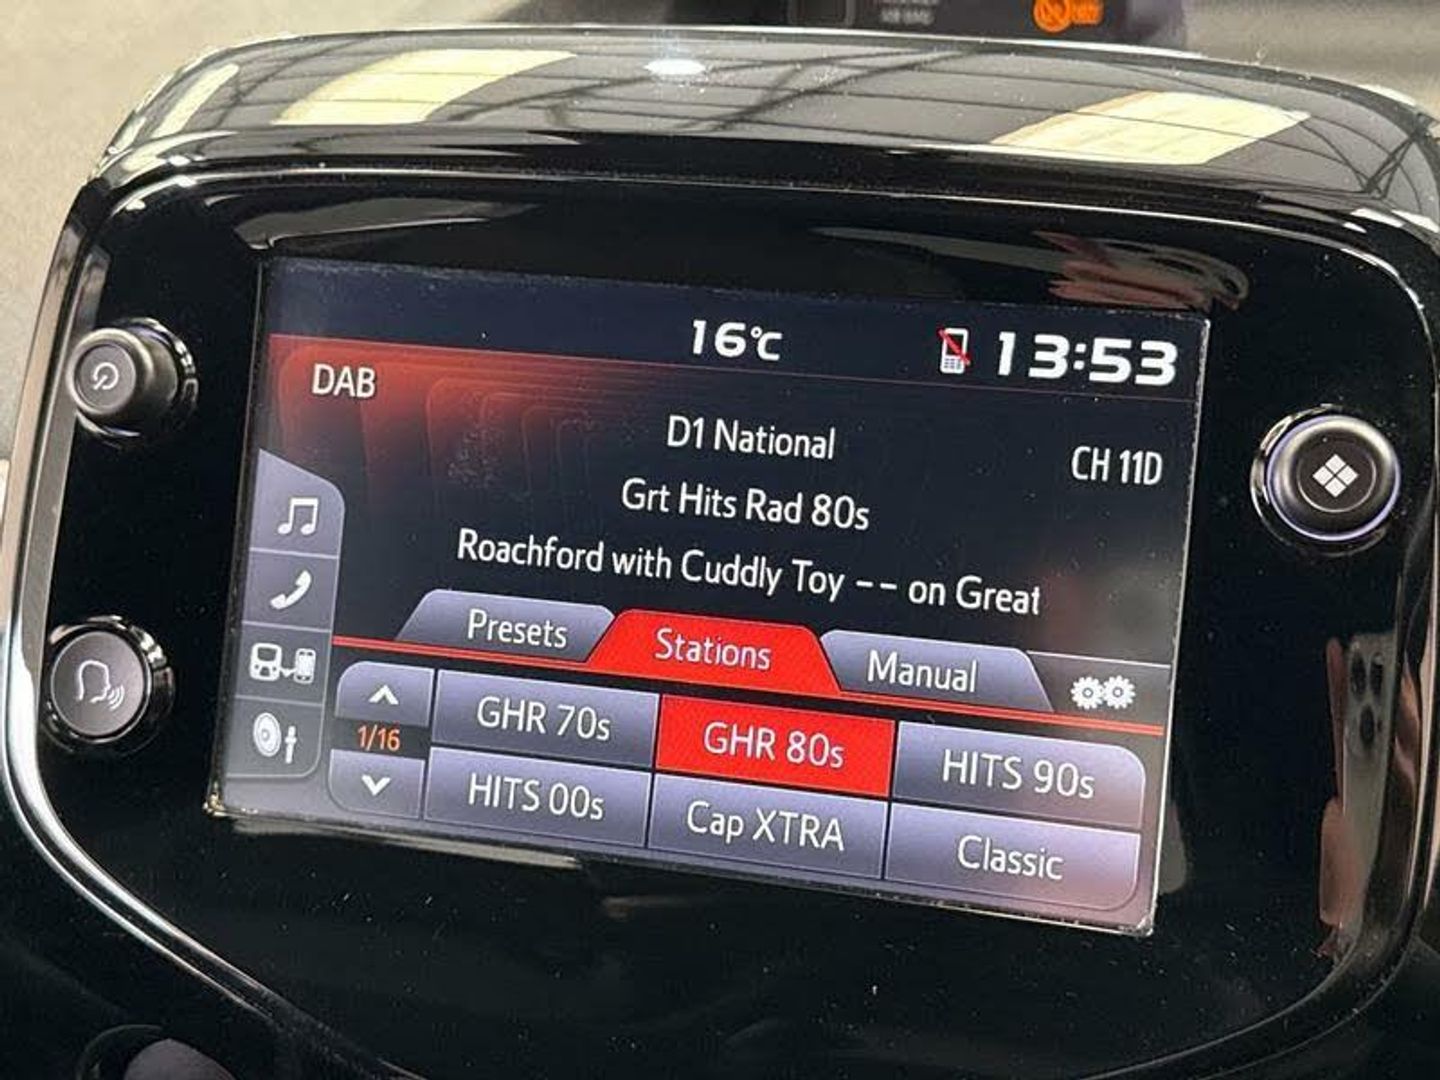 16°C
13:53
DAB
D1 National
CH 11D
Grt Hits Rad 80s
Roachford with Cuddly Toy -- on Great
Presets
Stations
Manual
1/16
GHR 70s
GHR 80s
HITS 90s
HITS 00s
Cap XTRA
Classic